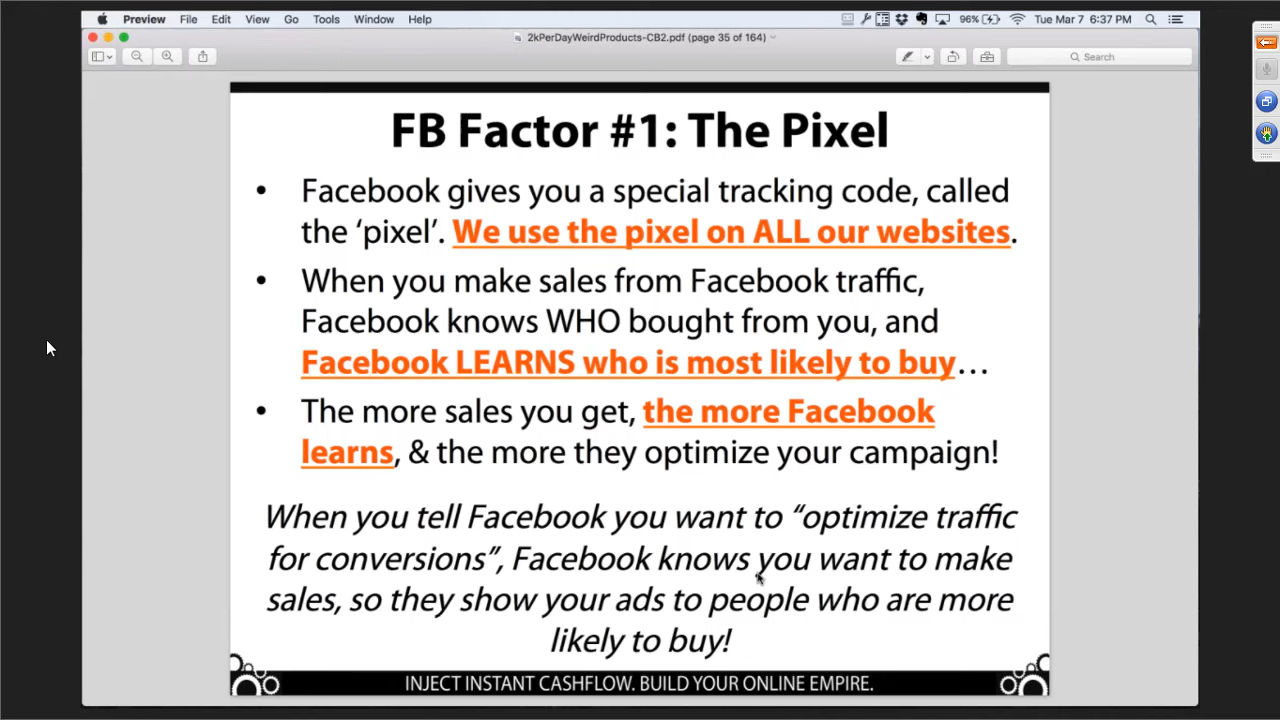 Preview File Edit View Go Tools Window Help 96% Tue Mar 7 6:37 PM
2kPerDayWeirdProducts-CB2.pdf (page 35 of 164)
Search
FB Factor #1: The Pixel
• Facebook gives you a special tracking code, called
the ‘pixel’. We use the pixel on ALL our websites.
• When you make sales from Facebook traffic,
Facebook knows WHO bought from you, and
Facebook LEARNS who is most likely to buy…
• The more sales you get, the more Facebook
learns, & the more they optimize your campaign!
When you tell Facebook you want to “optimize traffic
for conversions”, Facebook knows you want to make
sales, so they show your ads to people who are more
likely to buy!
INJECT INSTANT CASHFLOW. BUILD YOUR ONLINE EMPIRE.